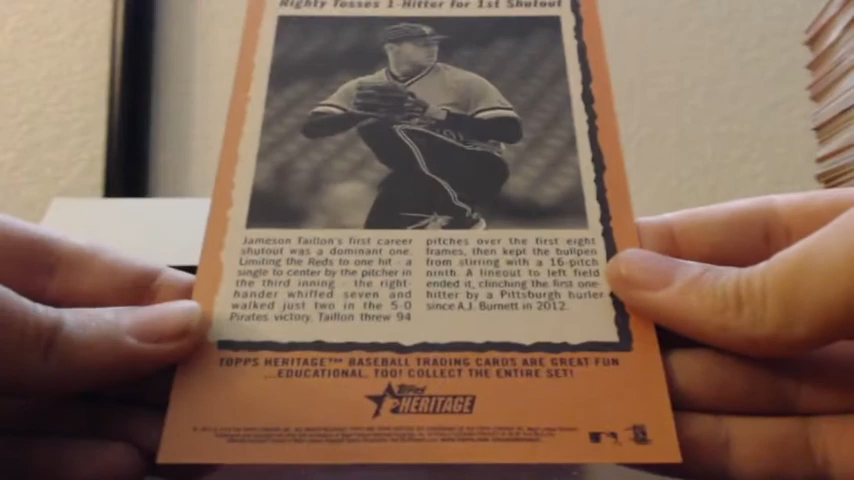 Righty Tosses 1-Hitter for 1st Shutout
Jameson Taillon's first career
shutout was a dominant one.
Limiting the Reds to one hit - a
single to center by the pitcher in
the third inning - the right-
hander whiffed seven and
walked just two in the 5-0
Pirates victory. Taillon threw 94
pitches over the first eight
frames, then kept the bullpen
from stirring with a 16-pitch
ninth. A lineout to left field
ended it, clinching the first one-
hitter by a Pittsburgh hurler
since A.J. Burnett in 2012.
TOPPS HERITAGE™ BASEBALL TRADING CARDS ARE GREAT FUN
...EDUCATIONAL, TOO! COLLECT THE ENTIRE SET!
Topps
HERITAGE